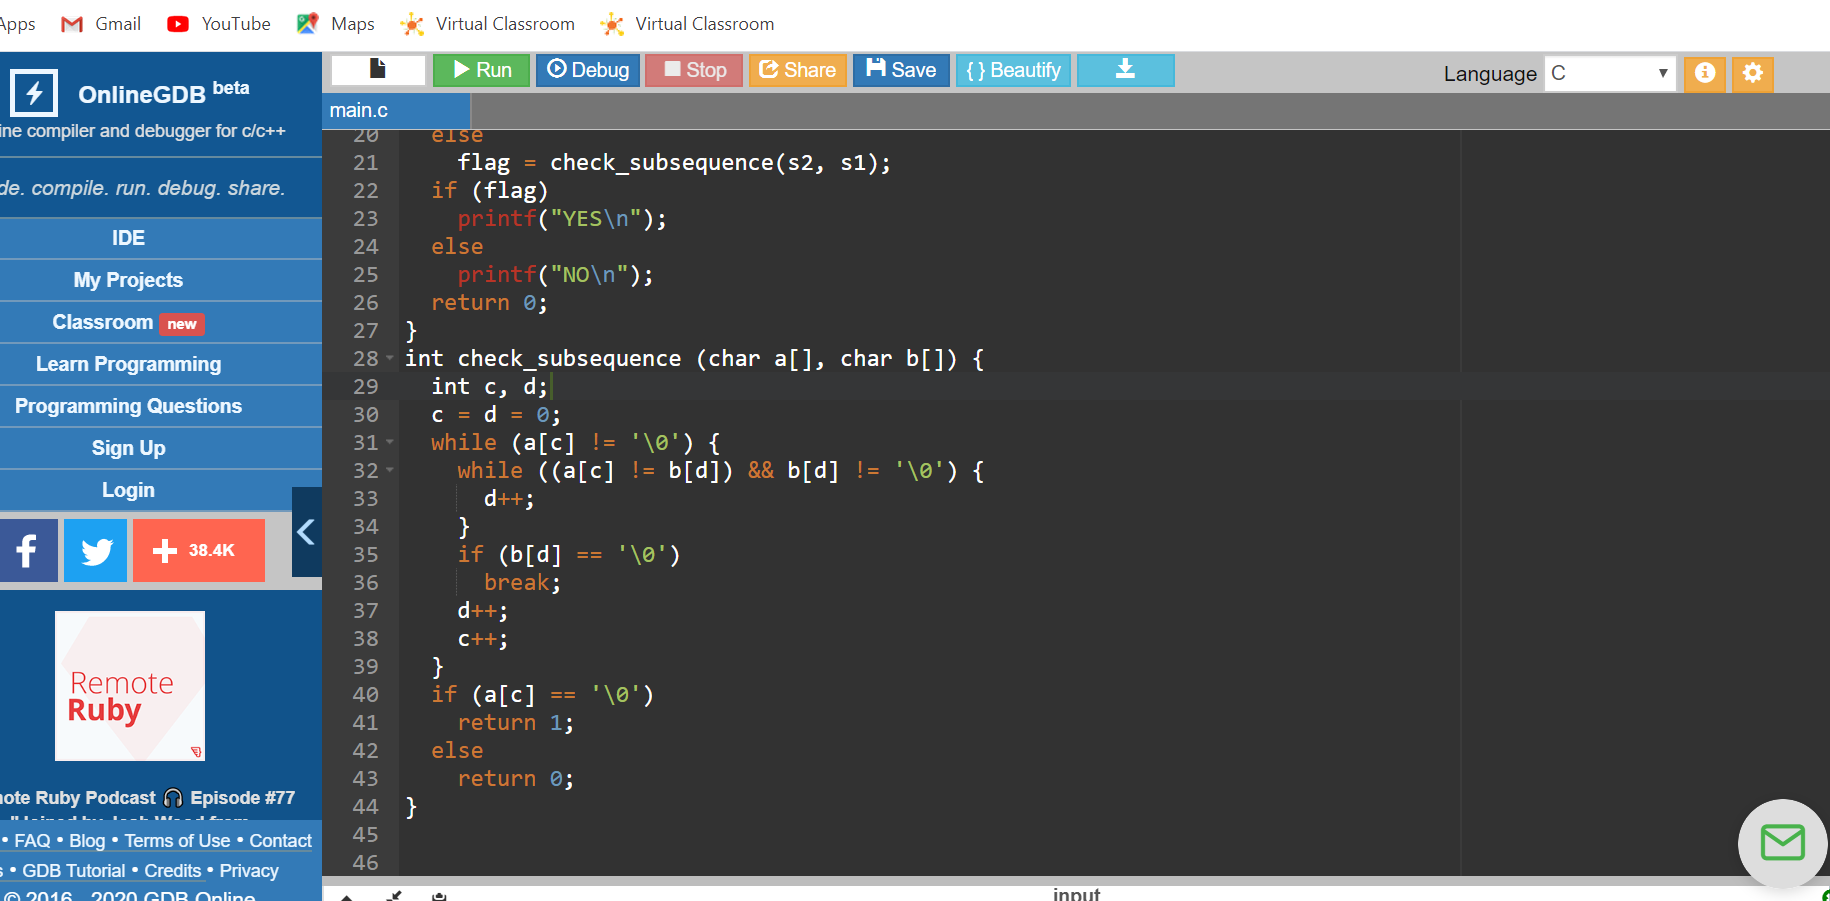 Apps Gmail YouTube Maps Virtual Classroom Virtual Classroom
OnlineGDB beta
ine compiler and debugger for c/c++
de. compile. run. debug. share.
IDE
My Projects
Classroom new
Learn Programming
Programming Questions
Sign Up
Login
38.4K
Remote
Ruby
ote Ruby Podcast 🎧 Episode #77
• FAQ • Blog • Terms of Use • Contact
s • GDB Tutorial • Credits • Privacy
© 2016 - 2020 GDB Online
Run Debug Stop Share Save { } Beautify
Language C
main.c
20 else
21 flag = check_subsequence(s2, s1);
22 if (flag)
23 printf("YES\n");
24 else
25 printf("NO\n");
26 return 0;
27 }
28 int check_subsequence (char a[], char b[]) {
29 int c, d;
30 c = d = 0;
31 while (a[c] != '\0') {
32 while ((a[c] != b[d]) && b[d] != '\0') {
33 d++;
34 }
35 if (b[d] == '\0')
36 break;
37 d++;
38 c++;
39 }
40 if (a[c] == '\0')
41 return 1;
42 else
43 return 0;
44 }
45
46
input